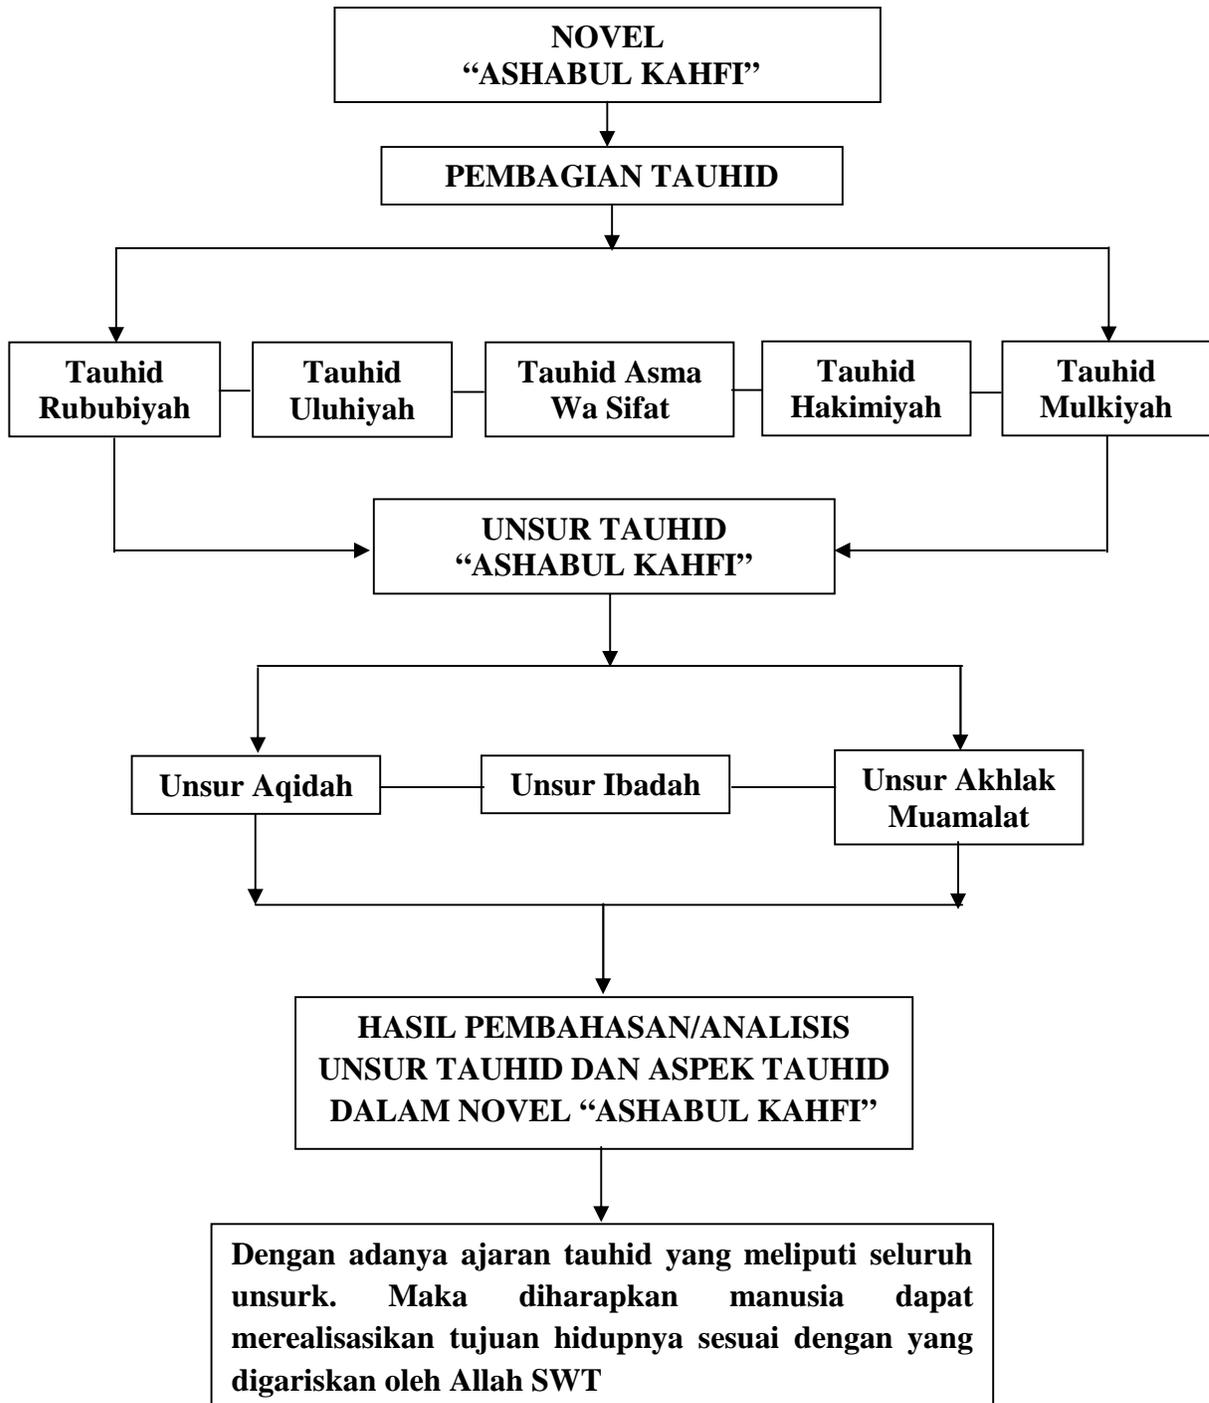 NOVEL
“ASHABUL KAHFI”
PEMBAGIAN TAUHID
Tauhid
Rububiyah
Tauhid
Uluhiyah
Tauhid Asma
Wa Sifat
Tauhid
Hakimiyah
Tauhid
Mulkiyah
UNSUR TAUHID
“ASHABUL KAHFI”
Unsur Aqidah
Unsur Ibadah
Unsur Akhlak
Muamalat
HASIL PEMBAHASAN/ANALISIS
UNSUR TAUHID DAN ASPEK TAUHID
DALAM NOVEL “ASHABUL KAHFI”
Dengan adanya ajaran tauhid yang meliputi seluruh
unsurk. Maka diharapkan manusia dapat
merealisasikan tujuan hidupnya sesuai dengan yang
digariskan oleh Allah SWT